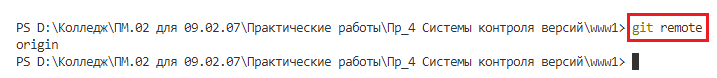 PS D:\Колледж\ПМ.02 для 09.02.07\Практические работы\Пр_4 Системы контроля версий\www1> git remote
origin
PS D:\Колледж\ПМ.02 для 09.02.07\Практические работы\Пр_4 Системы контроля версий\www1>